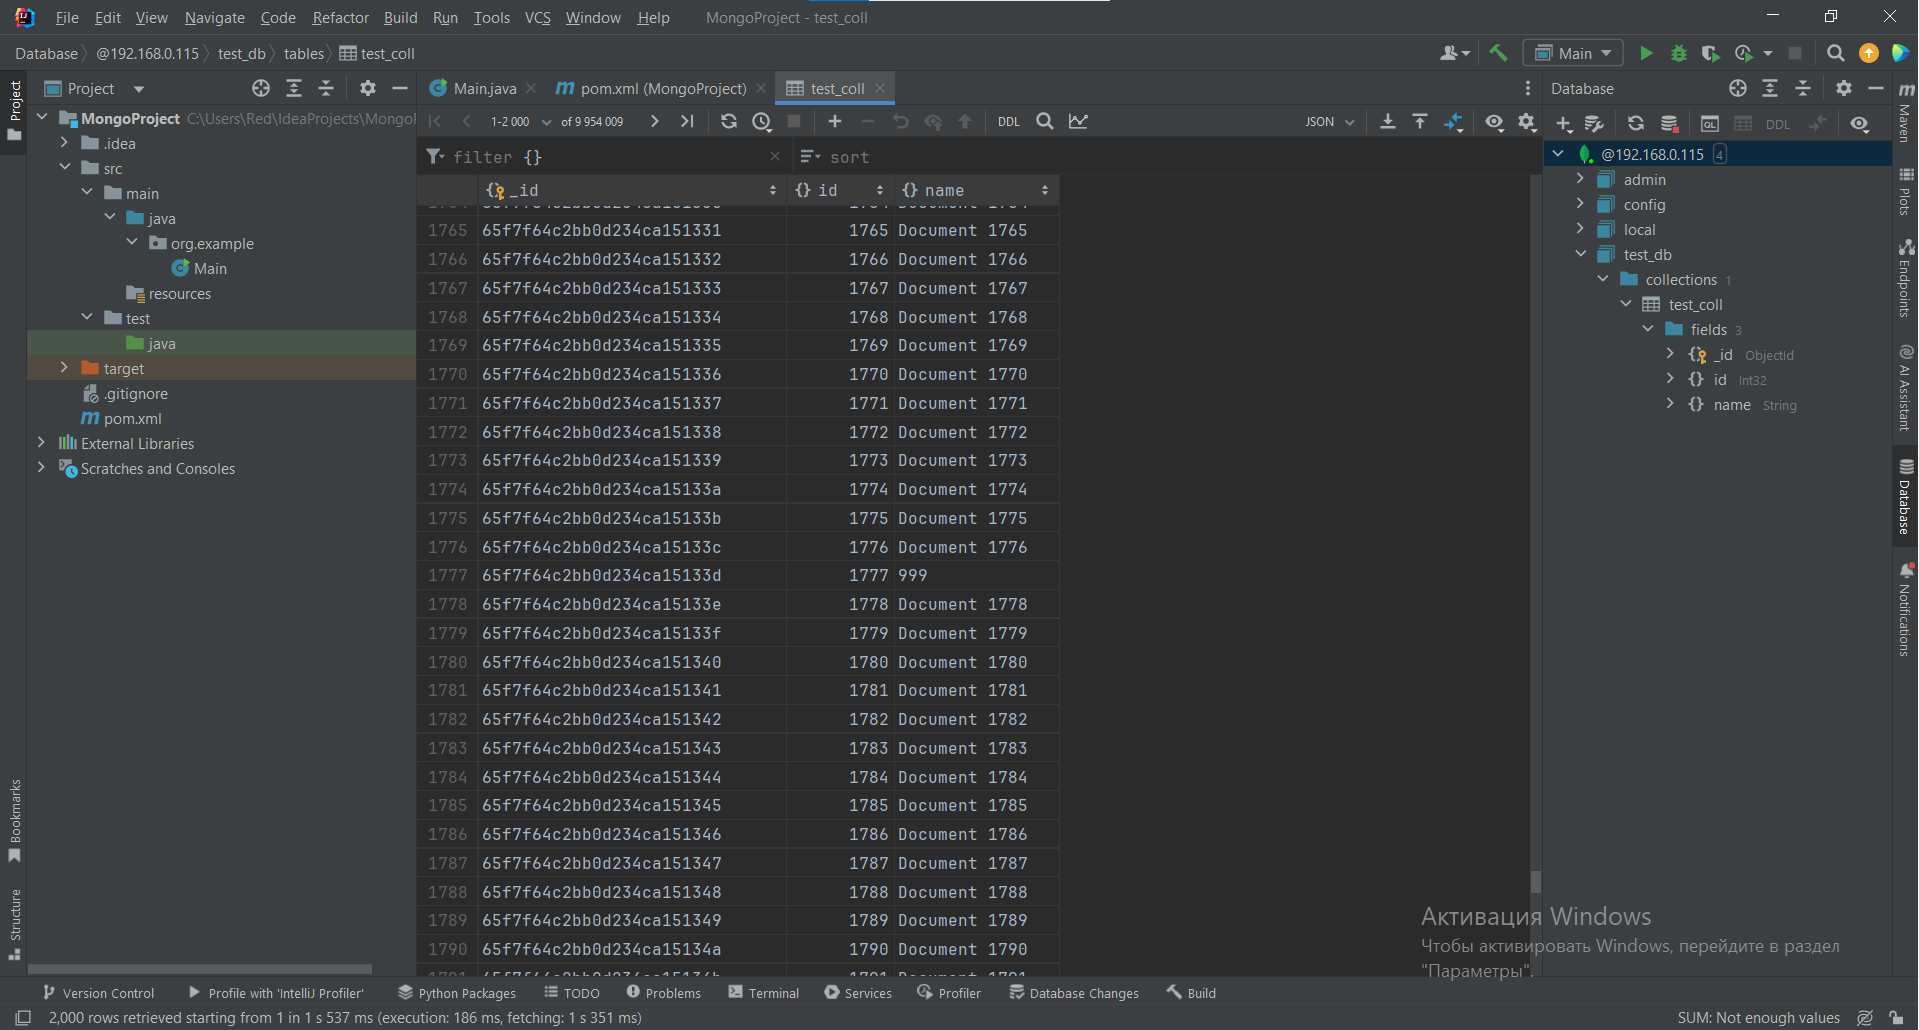 File Edit View Navigate Code Refactor Build Run Tools VCS Window Help MongoProject - test_coll
Database @192.168.0.115 test_db tables test_coll Main
Project Main.java pom.xml (MongoProject) test_coll Database
1-2 000 of 9 954 009 DDL JSON DDL
filter {} sort
_id id name
MongoProject C:\Users\Red\IdeaProjects\Mongo
.idea
src
main
java
org.example
Main
resources
test
java
target
.gitignore
pom.xml
External Libraries
Scratches and Consoles
1765 65f7f64c2bb0d234ca151331 1765 Document 1765
1766 65f7f64c2bb0d234ca151332 1766 Document 1766
1767 65f7f64c2bb0d234ca151333 1767 Document 1767
1768 65f7f64c2bb0d234ca151334 1768 Document 1768
1769 65f7f64c2bb0d234ca151335 1769 Document 1769
1770 65f7f64c2bb0d234ca151336 1770 Document 1770
1771 65f7f64c2bb0d234ca151337 1771 Document 1771
1772 65f7f64c2bb0d234ca151338 1772 Document 1772
1773 65f7f64c2bb0d234ca151339 1773 Document 1773
1774 65f7f64c2bb0d234ca15133a 1774 Document 1774
1775 65f7f64c2bb0d234ca15133b 1775 Document 1775
1776 65f7f64c2bb0d234ca15133c 1776 Document 1776
1777 65f7f64c2bb0d234ca15133d 1777 999
1778 65f7f64c2bb0d234ca15133e 1778 Document 1778
1779 65f7f64c2bb0d234ca15133f 1779 Document 1779
1780 65f7f64c2bb0d234ca151340 1780 Document 1780
1781 65f7f64c2bb0d234ca151341 1781 Document 1781
1782 65f7f64c2bb0d234ca151342 1782 Document 1782
1783 65f7f64c2bb0d234ca151343 1783 Document 1783
1784 65f7f64c2bb0d234ca151344 1784 Document 1784
1785 65f7f64c2bb0d234ca151345 1785 Document 1785
1786 65f7f64c2bb0d234ca151346 1786 Document 1786
1787 65f7f64c2bb0d234ca151347 1787 Document 1787
1788 65f7f64c2bb0d234ca151348 1788 Document 1788
1789 65f7f64c2bb0d234ca151349 1789 Document 1789
1790 65f7f64c2bb0d234ca15134a 1790 Document 1790
@192.168.0.115 4
admin
config
local
test_db
collections 1
test_coll
fields 3
_id ObjectId
id Int32
name String
Project
Bookmarks
Structure
Maven
Plots
Endpoints
AI Assistant
Database
Notifications
Активация Windows
Чтобы активировать Windows, перейдите в раздел
"Параметры".
Version Control Profile with 'IntelliJ Profiler' Python Packages TODO Problems Terminal Services Profiler Database Changes Build
2,000 rows retrieved starting from 1 in 1 s 537 ms (execution: 186 ms, fetching: 1 s 351 ms) SUM: Not enough values